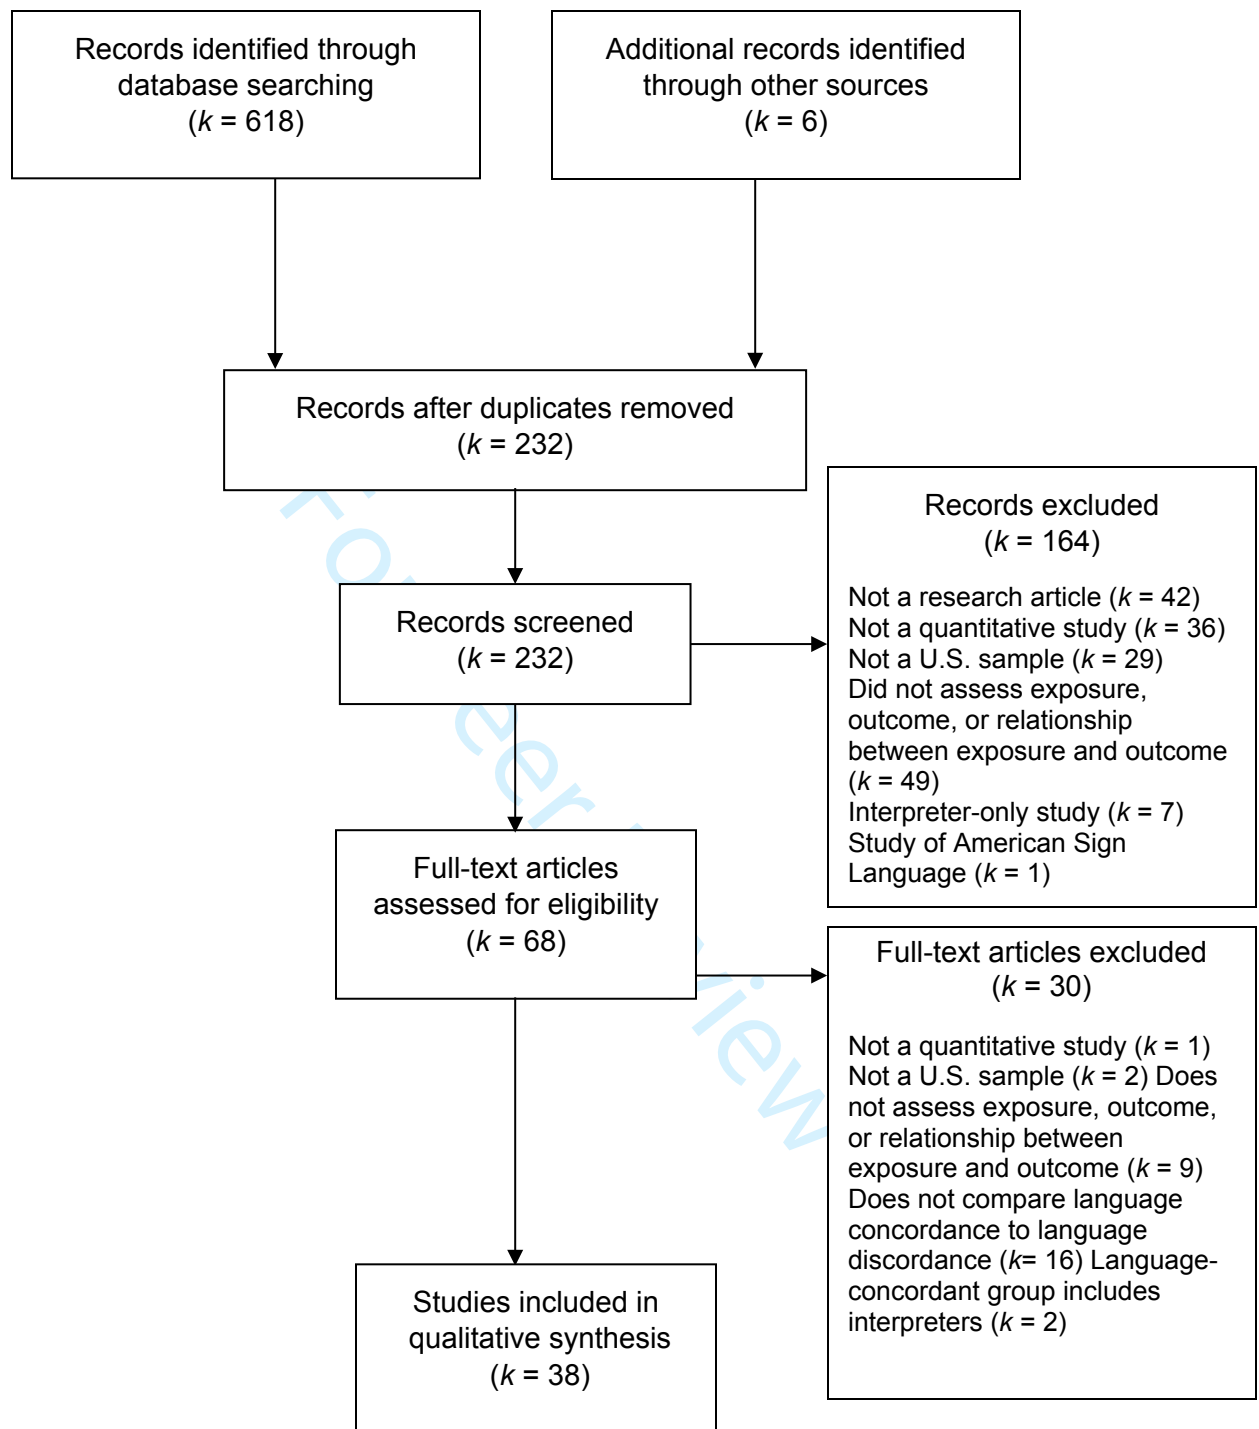 Records identified through
database searching
(k = 618)
Additional records identified
through other sources
(k = 6)
Records after duplicates removed
(k = 232)
Records screened
(k = 232)
Records excluded
(k = 164)
Not a research article (k = 42)
Not a quantitative study (k = 36)
Not a U.S. sample (k = 29)
Did not assess exposure,
outcome, or relationship
between exposure and outcome
(k = 49)
Interpreter-only study (k = 7)
Study of American Sign
Language (k = 1)
Full-text articles
assessed for eligibility
(k = 68)
Full-text articles excluded
(k = 30)
Not a quantitative study (k = 1)
Not a U.S. sample (k = 2) Does
not assess exposure, outcome,
or relationship between
exposure and outcome (k = 9)
Does not compare language
concordance to language
discordance (k= 16) Language-
concordant group includes
interpreters (k = 2)
Studies included in
qualitative synthesis
(k = 38)